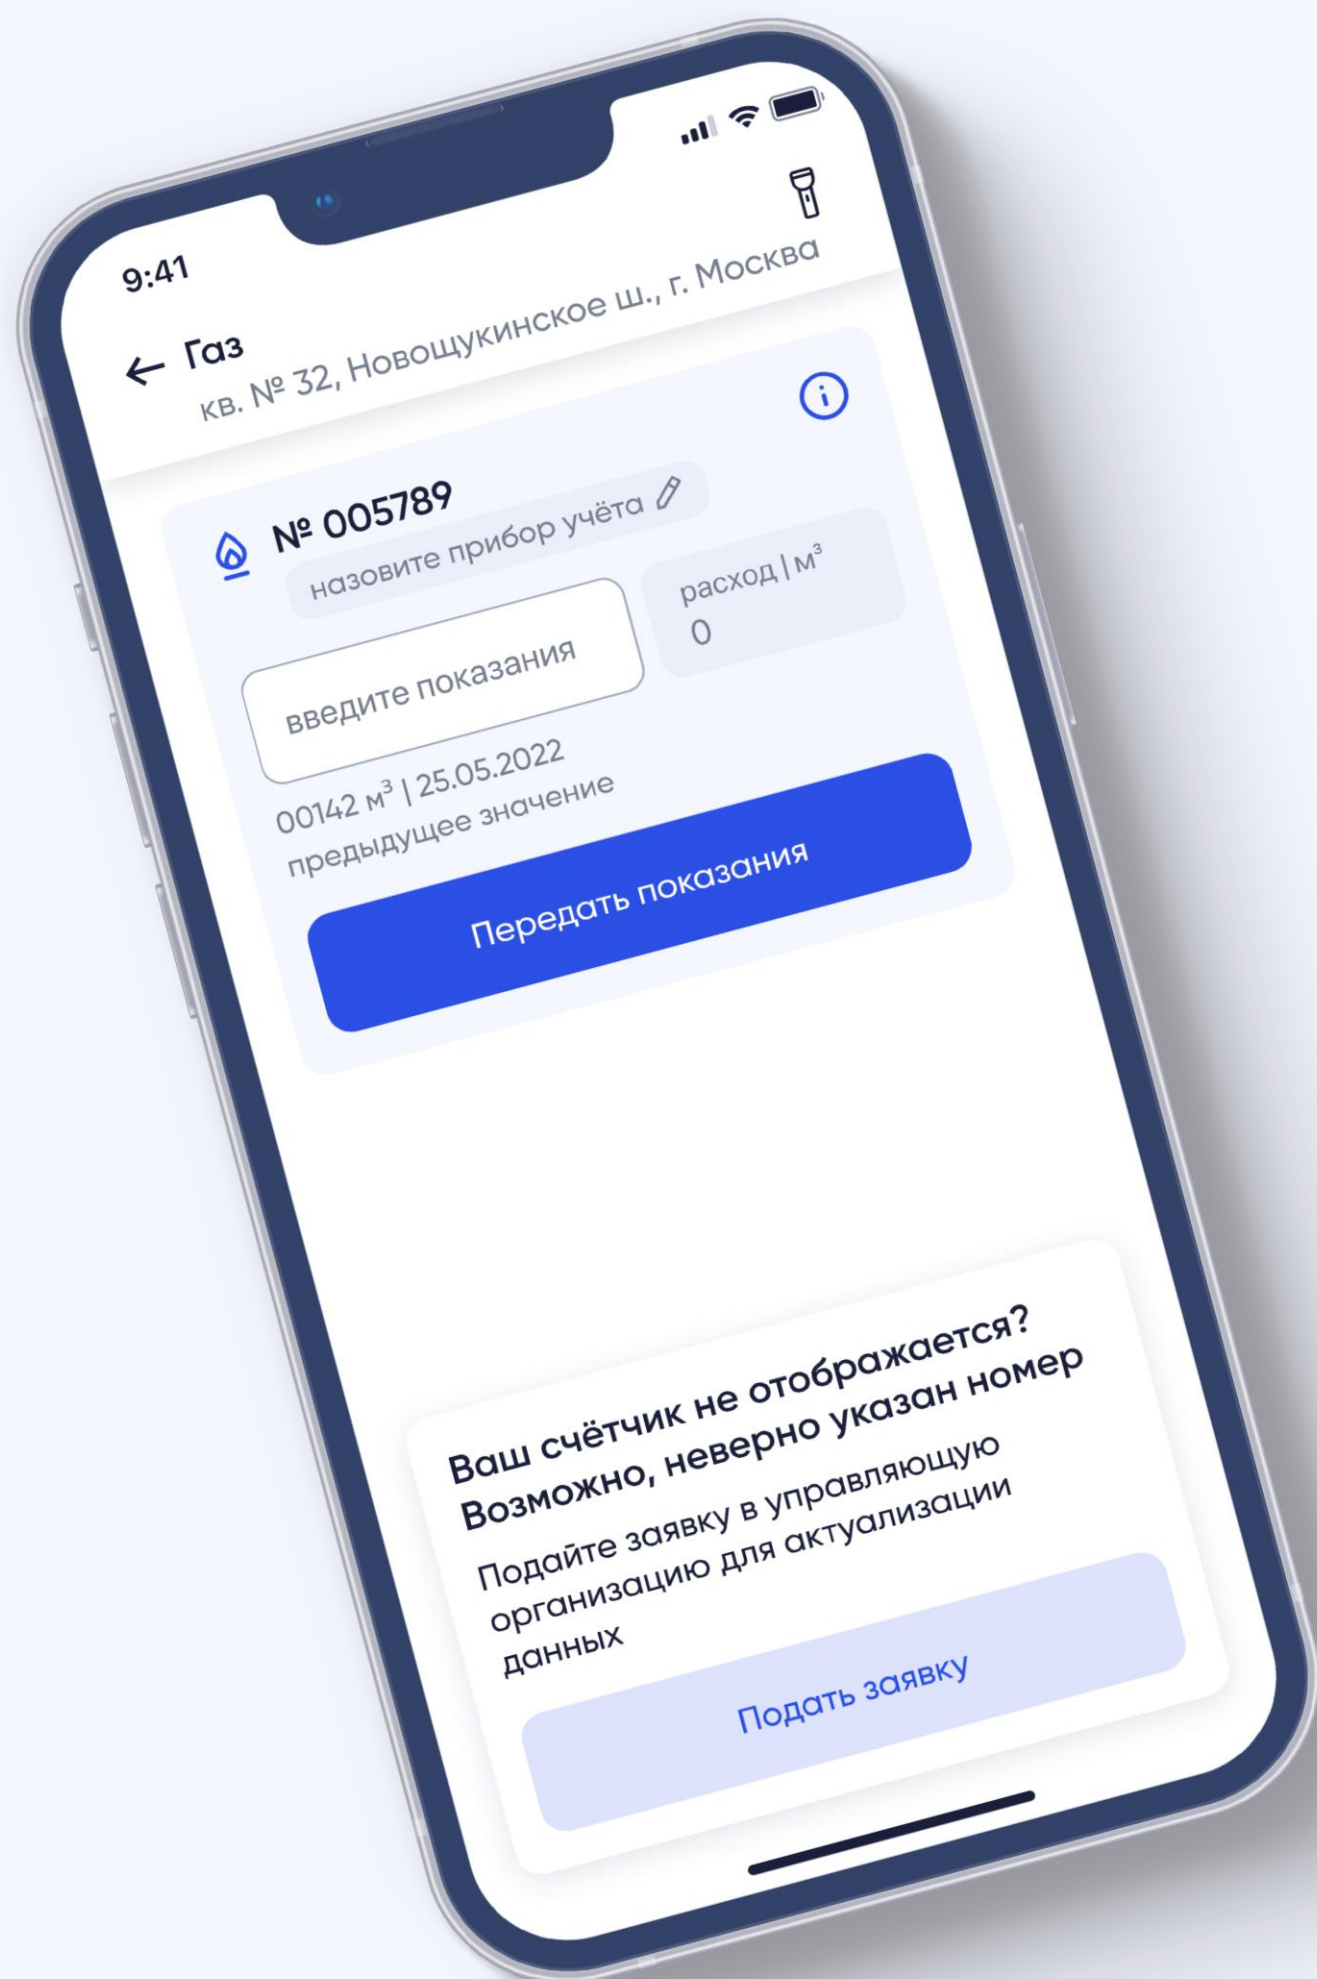 9:41
Газ
кв. № 32, Новощукинское ш., г. Москва
№ 005789
назовите прибор учёта
введите показания
расход | м³
0
00142 м³ | 25.05.2022
предыдущее значение
Передать показания
Ваш счётчик не отображается?
Возможно, неверно указан номер
Подайте заявку в управляющую
организацию для актуализации
данных
Подать заявку